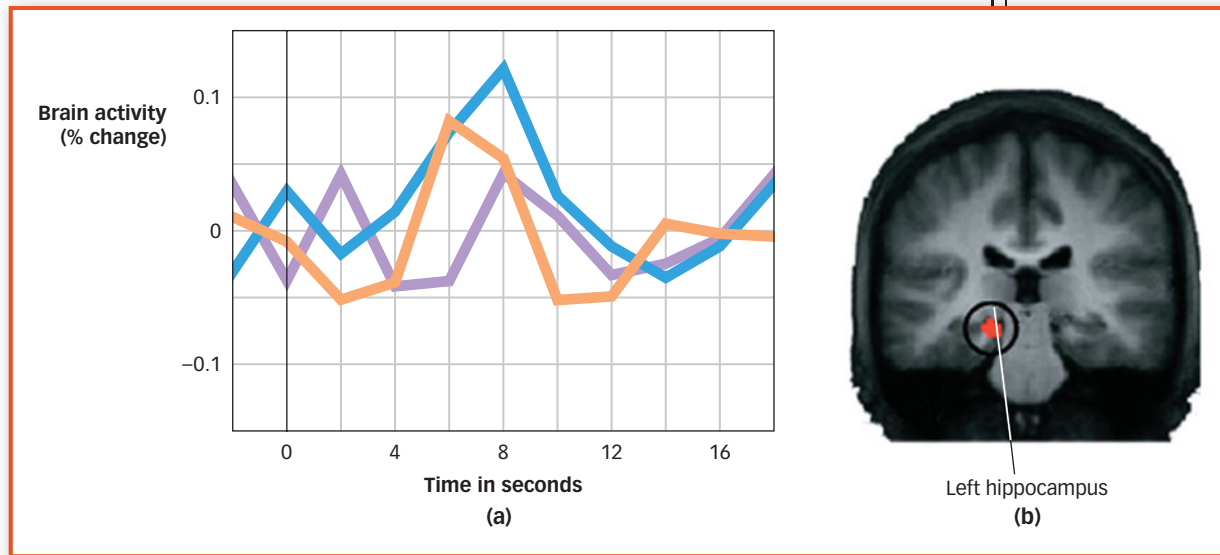 Brain activity
(% change)
0.1
0
−0.1
0 4 8 12 16
Time in seconds
(a)
Left hippocampus
(b)